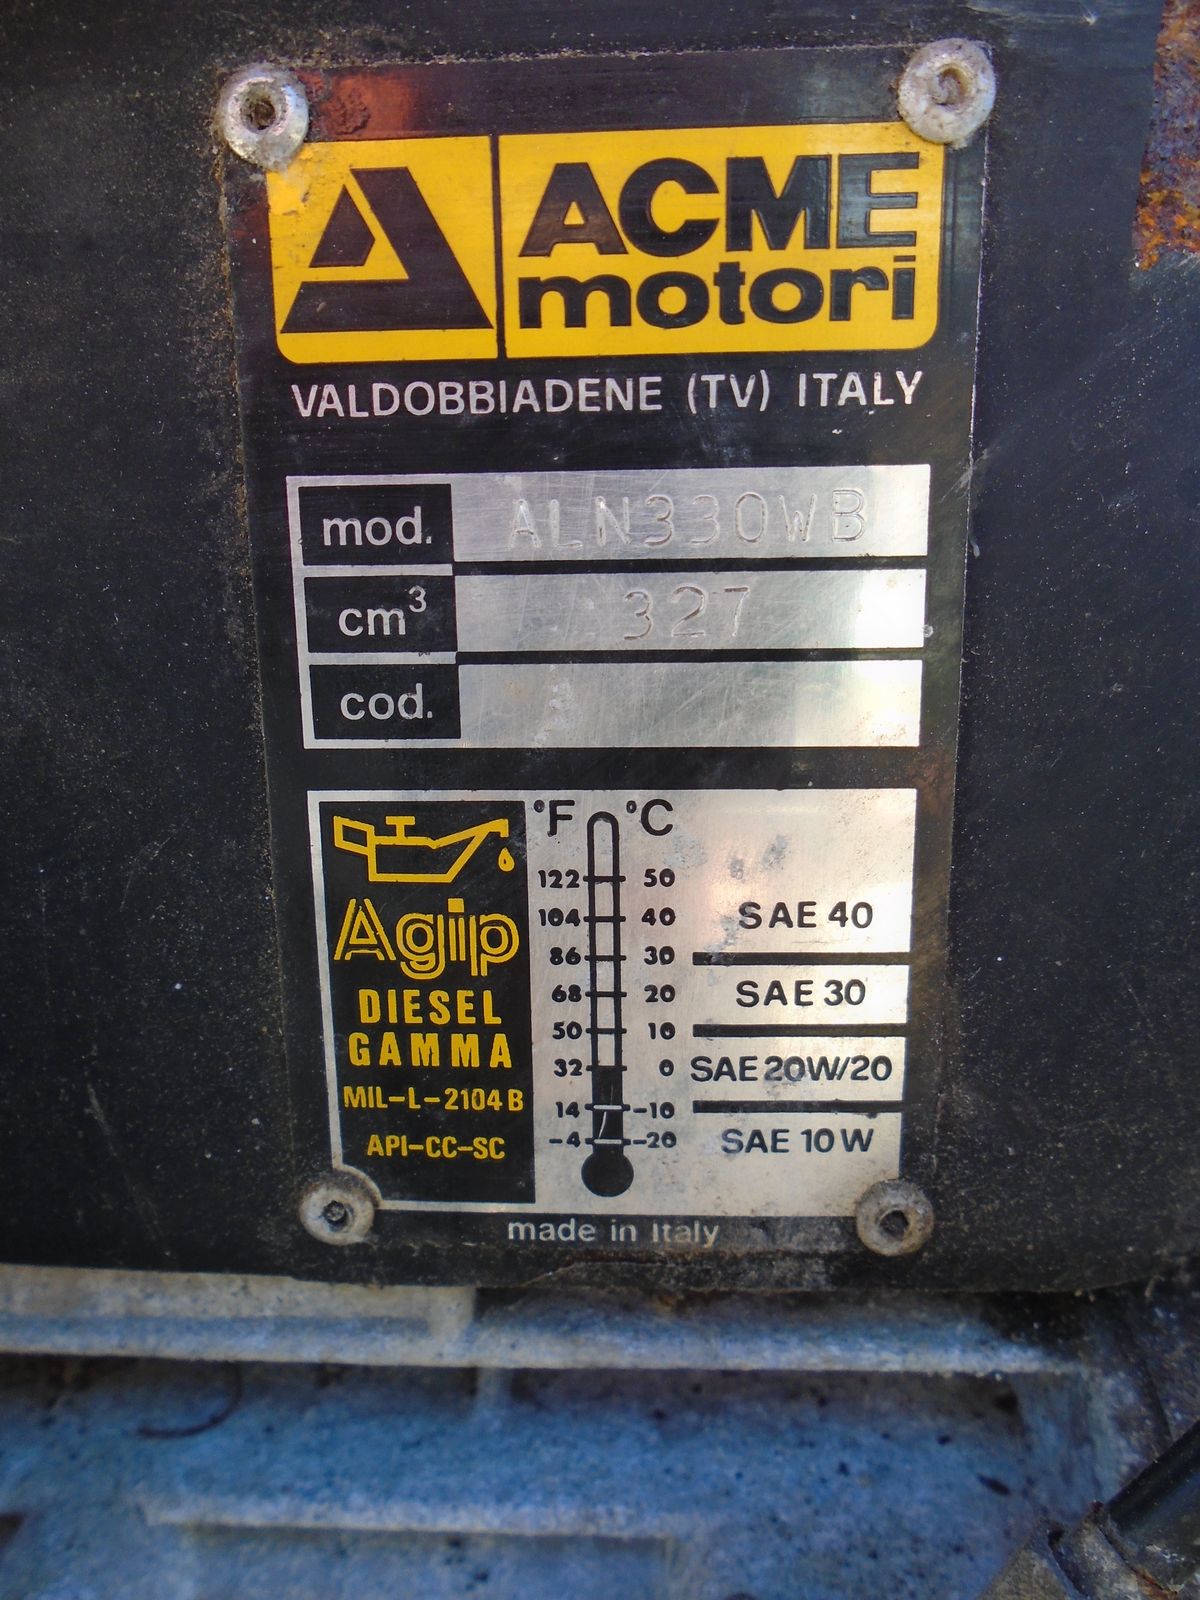 ACME
motori
VALDOBBIADENE (TV) ITALY
mod. ALN330WB
cm³ 327
cod.
°F °C
122 50
104 40 SAE 40
86 30
68 20 SAE 30
50 10
32 0 SAE 20W/20
14 -10
-4 -20 SAE 10W
Agip
DIESEL
GAMMA
MIL-L-2104B
API-CC-SC
made in Italy